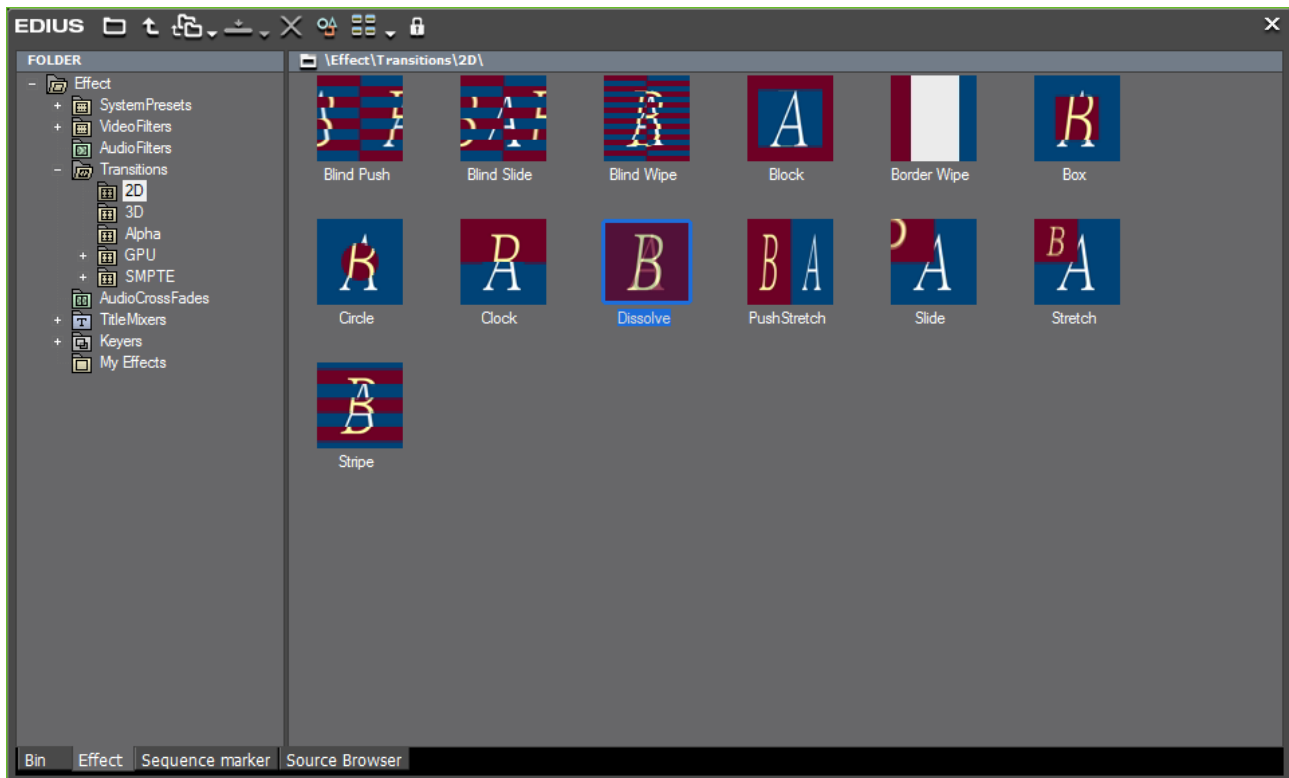 EDIUS
FOLDER
\Effect\Transitions\2D\
Effect
SystemPresets
VideoFilters
AudioFilters
Transitions
2D
3D
Alpha
GPU
SMPTE
AudioCrossFades
TitleMixers
Keyers
My Effects
Blind Push
Blind Slide
Blind Wipe
Block
Border Wipe
Box
Circle
Clock
Dissolve
PushStretch
Slide
Stretch
Stripe
Bin
Effect
Sequence marker
Source Browser